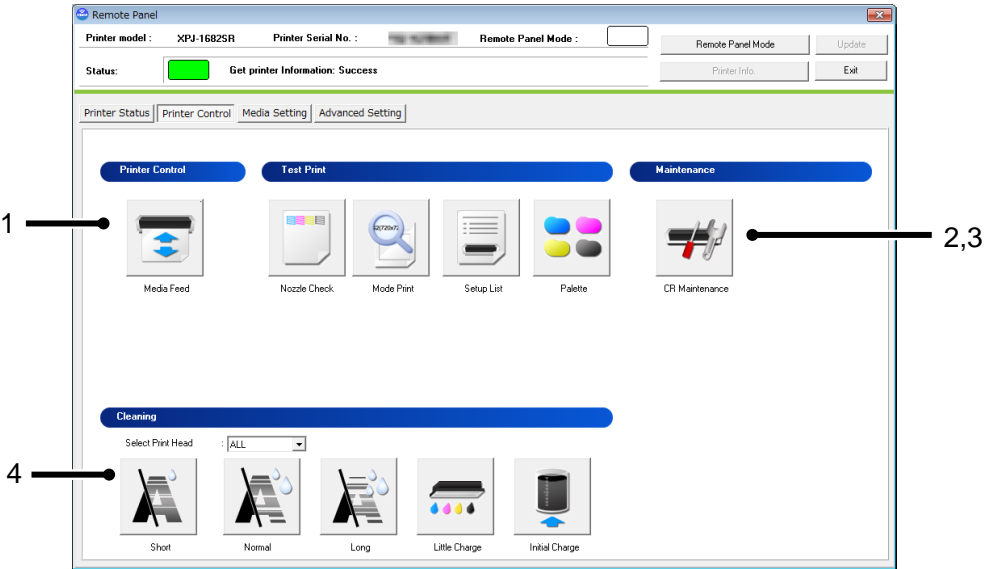 Remote Panel
Printer model : XPJ-1682SR Printer Serial No. : Remote Panel Mode :
Remote Panel Mode Update
Status: Get printer Information: Success
Printer Info. Exit
Printer Status Printer Control Media Setting Advanced Setting
Printer Control Test Print Maintenance
1
2,3
Media Feed Nozzle Check Mode Print Setup List Palette CR Maintenance
Cleaning
Select Print Head : ALL
4
Short Normal Long Little Charge Initial Charge